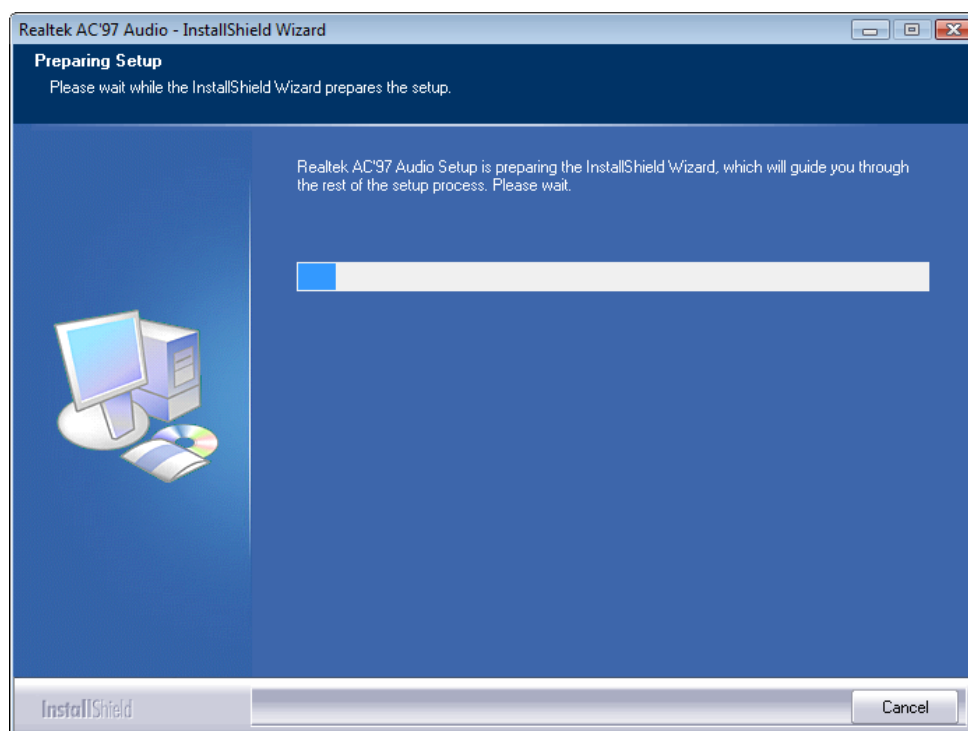 Realtek AC'97 Audio - InstallShield Wizard
Preparing Setup
Please wait while the InstallShield Wizard prepares the setup.
Realtek AC'97 Audio Setup is preparing the InstallShield Wizard, which will guide you through
the rest of the setup process. Please wait.
InstallShield
Cancel